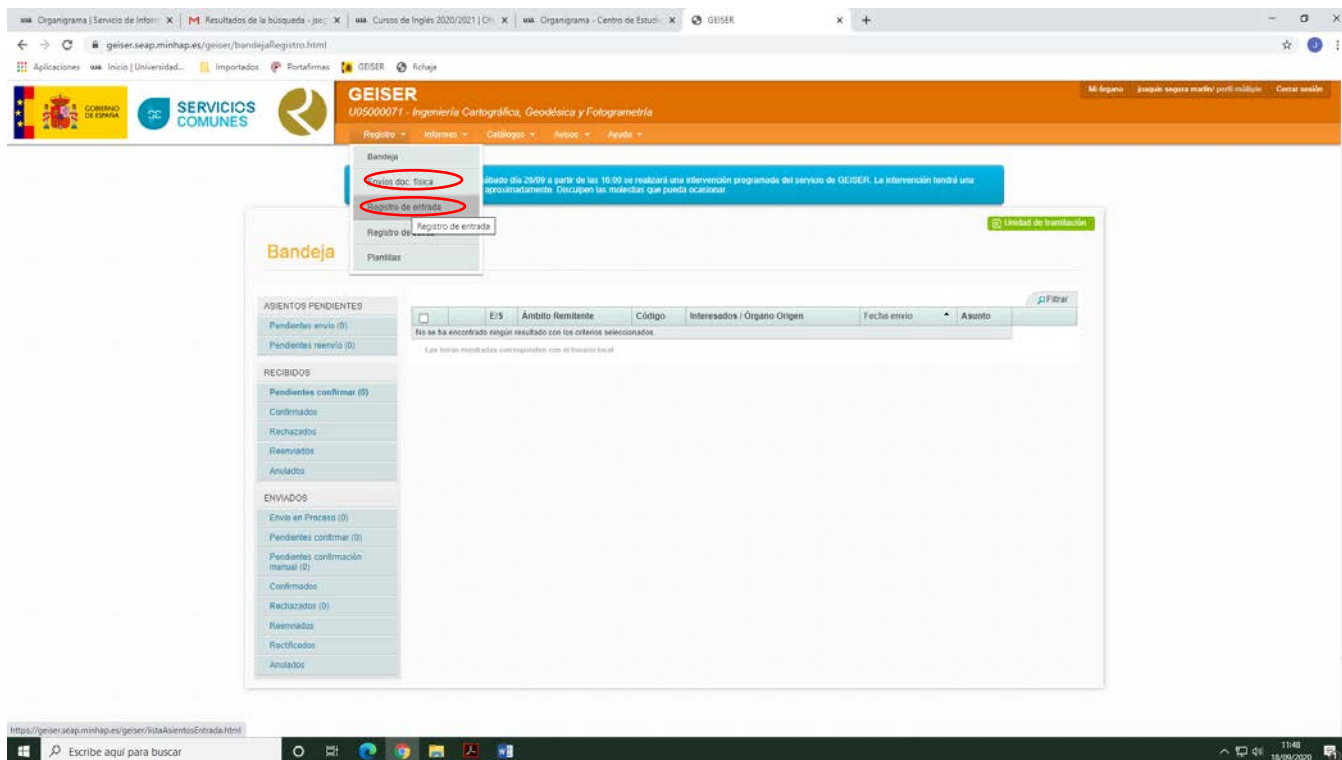 Organigrama | Servicio de Inform
Resultados de la búsqueda - jseg
Cursos de Inglés 2020/2021 | Ofi
Organigrama - Centro de Estudi
GEISER
geiser.seap.minhap.es/geiser/bandejaRegistro.html
Aplicaciones
Inicio | Universidad...
Importados
Portafirmas
GEISER
fichaje
GOBIERNO DE ESPAÑA
SERVICIOS COMUNES
GEISER
U05000071 - Ingeniería Cartográfica, Geodésica y Fotogrametría
Mi órgano
joaquin segura martin/ perfil múltiple
Cerrar sesión
Registro
Informes
Catálogos
Avisos
Ayuda
Bandeja
Envíos doc. física
Registro de entrada
Registro de entrada
Registro de
Plantillas
ábado día 26/09 a partir de las 16:00 se realizará una intervención programada del servicio de GEISER. La intervención tendrá una
aproximadamente. Disculpen las molestias que pueda ocasionar
Unidad de tramitación
Bandeja
Filtrar
ASIENTOS PENDIENTES
Pendientes envío (0)
Pendientes reenvío (0)
RECIBIDOS
Pendientes confirmar (0)
Confirmados
Rechazados
Reenviados
Anulados
ENVIADOS
Envío en Proceso (0)
Pendientes confirmar (0)
Pendientes confirmación
manual (0)
Confirmados
Rechazados (0)
Reenviados
Rectificados
Anulados
E/S
Ámbito Remitente
Código
Interesados / Órgano Origen
Fecha envío
Asunto
No se ha encontrado ningún resultado con los criterios seleccionados.
Las horas mostradas corresponden con el horario local
https://geiser.seap.minhap.es/geiser/listaAsientosEntrada.html
Escribe aquí para buscar
11:48
18/09/2020